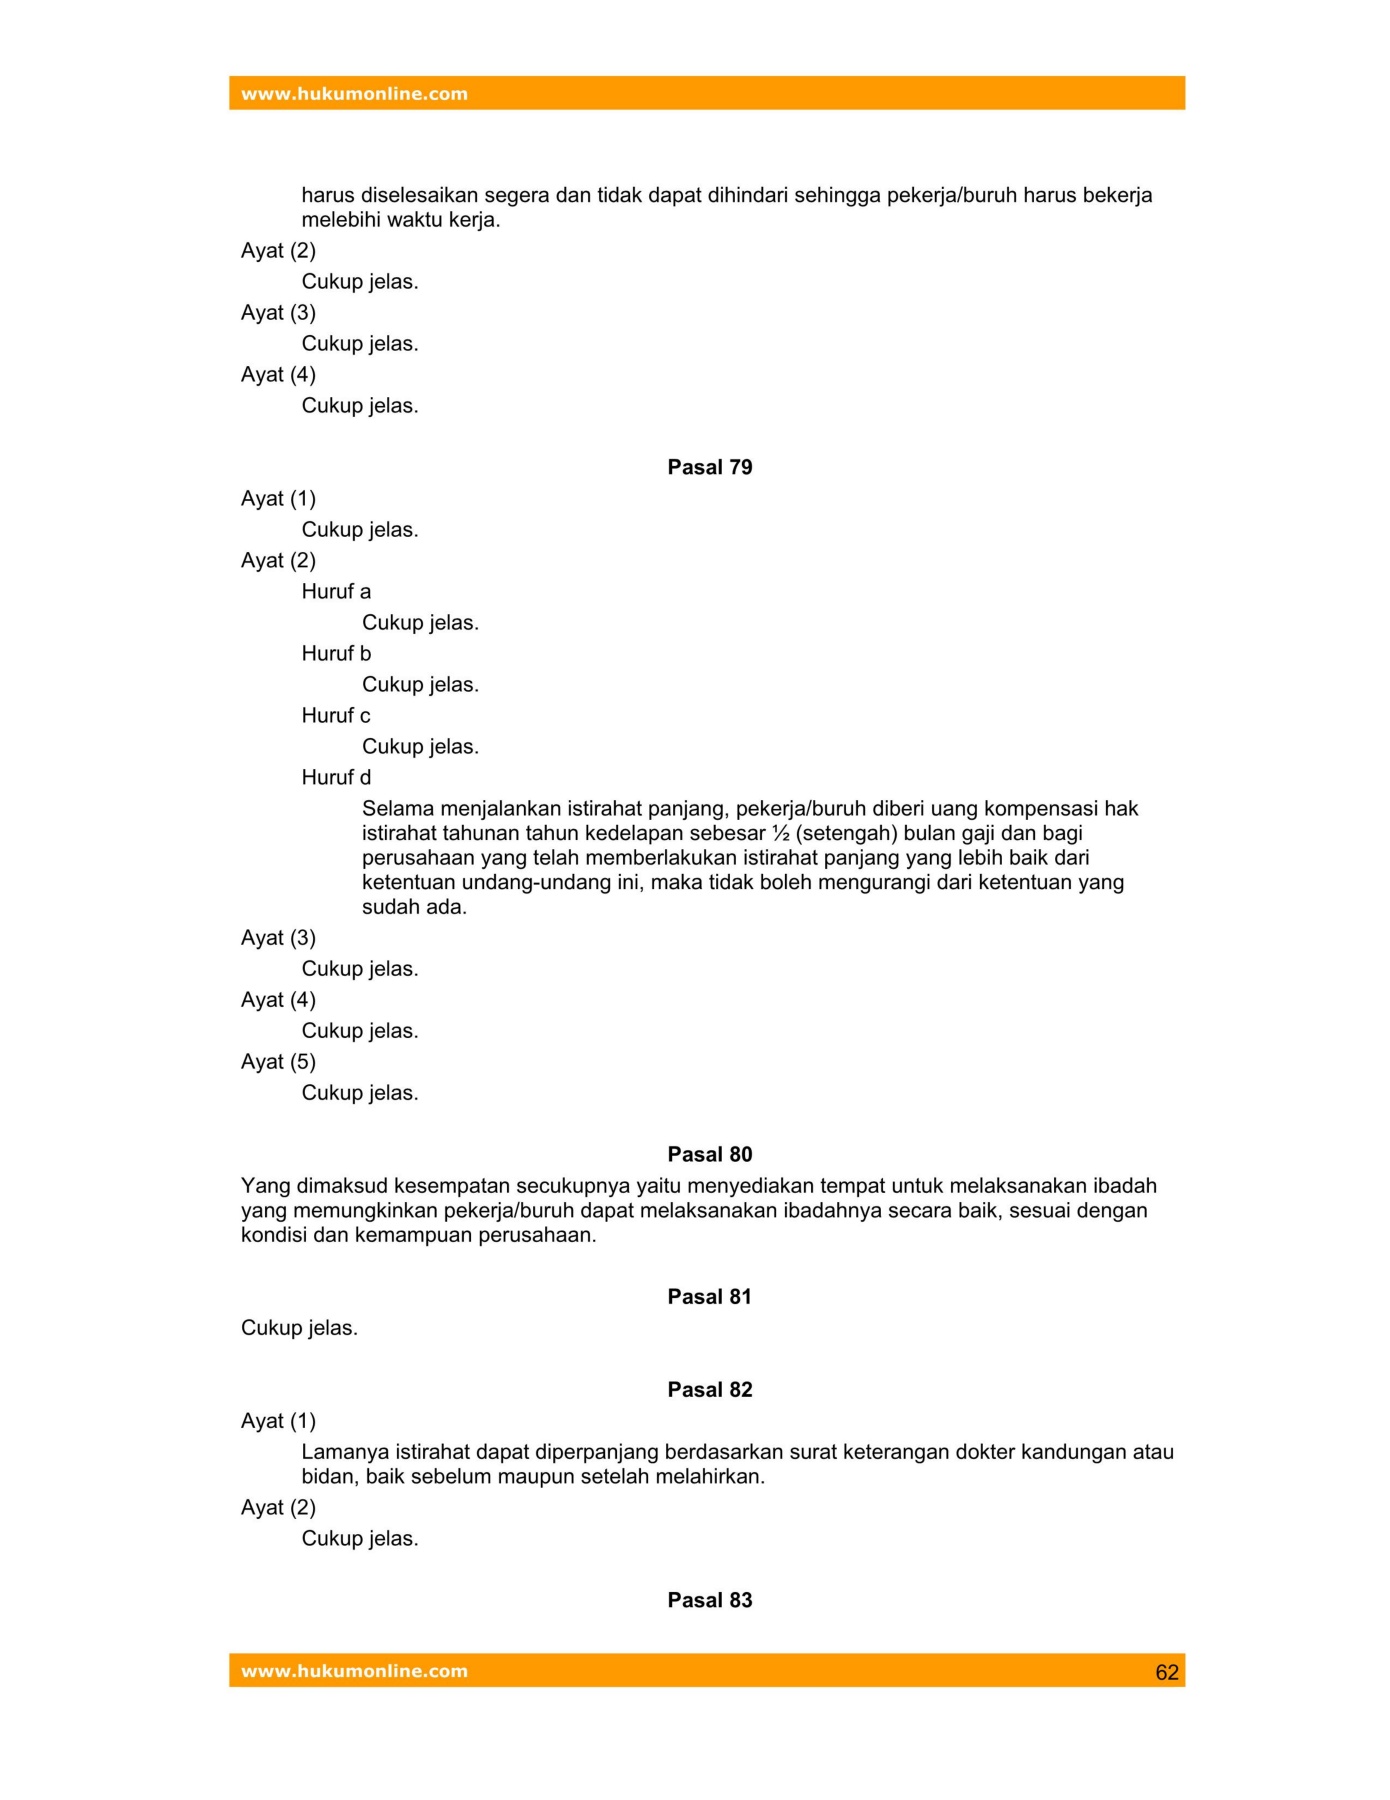 www.hukumonline.com
harus diselesaikan segera dan tidak dapat dihindari sehingga pekerja/buruh harus bekerja
melebihi waktu kerja.
Ayat (2)
Cukup jelas.
Ayat (3)
Cukup jelas.
Ayat (4)
Cukup jelas.
Pasal 79
Ayat (1)
Cukup jelas.
Ayat (2)
Huruf a
Cukup jelas.
Huruf b
Cukup jelas.
Huruf c
Cukup jelas.
Huruf d
Selama menjalankan istirahat panjang, pekerja/buruh diberi uang kompensasi hak
istirahat tahunan tahun kedelapan sebesar ½ (setengah) bulan gaji dan bagi
perusahaan yang telah memberlakukan istirahat panjang yang lebih baik dari
ketentuan undang-undang ini, maka tidak boleh mengurangi dari ketentuan yang
sudah ada.
Ayat (3)
Cukup jelas.
Ayat (4)
Cukup jelas.
Ayat (5)
Cukup jelas.
Pasal 80
Yang dimaksud kesempatan secukupnya yaitu menyediakan tempat untuk melaksanakan ibadah
yang memungkinkan pekerja/buruh dapat melaksanakan ibadahnya secara baik, sesuai dengan
kondisi dan kemampuan perusahaan.
Pasal 81
Cukup jelas.
Pasal 82
Ayat (1)
Lamanya istirahat dapat diperpanjang berdasarkan surat keterangan dokter kandungan atau
bidan, baik sebelum maupun setelah melahirkan.
Ayat (2)
Cukup jelas.
Pasal 83
www.hukumonline.com 62